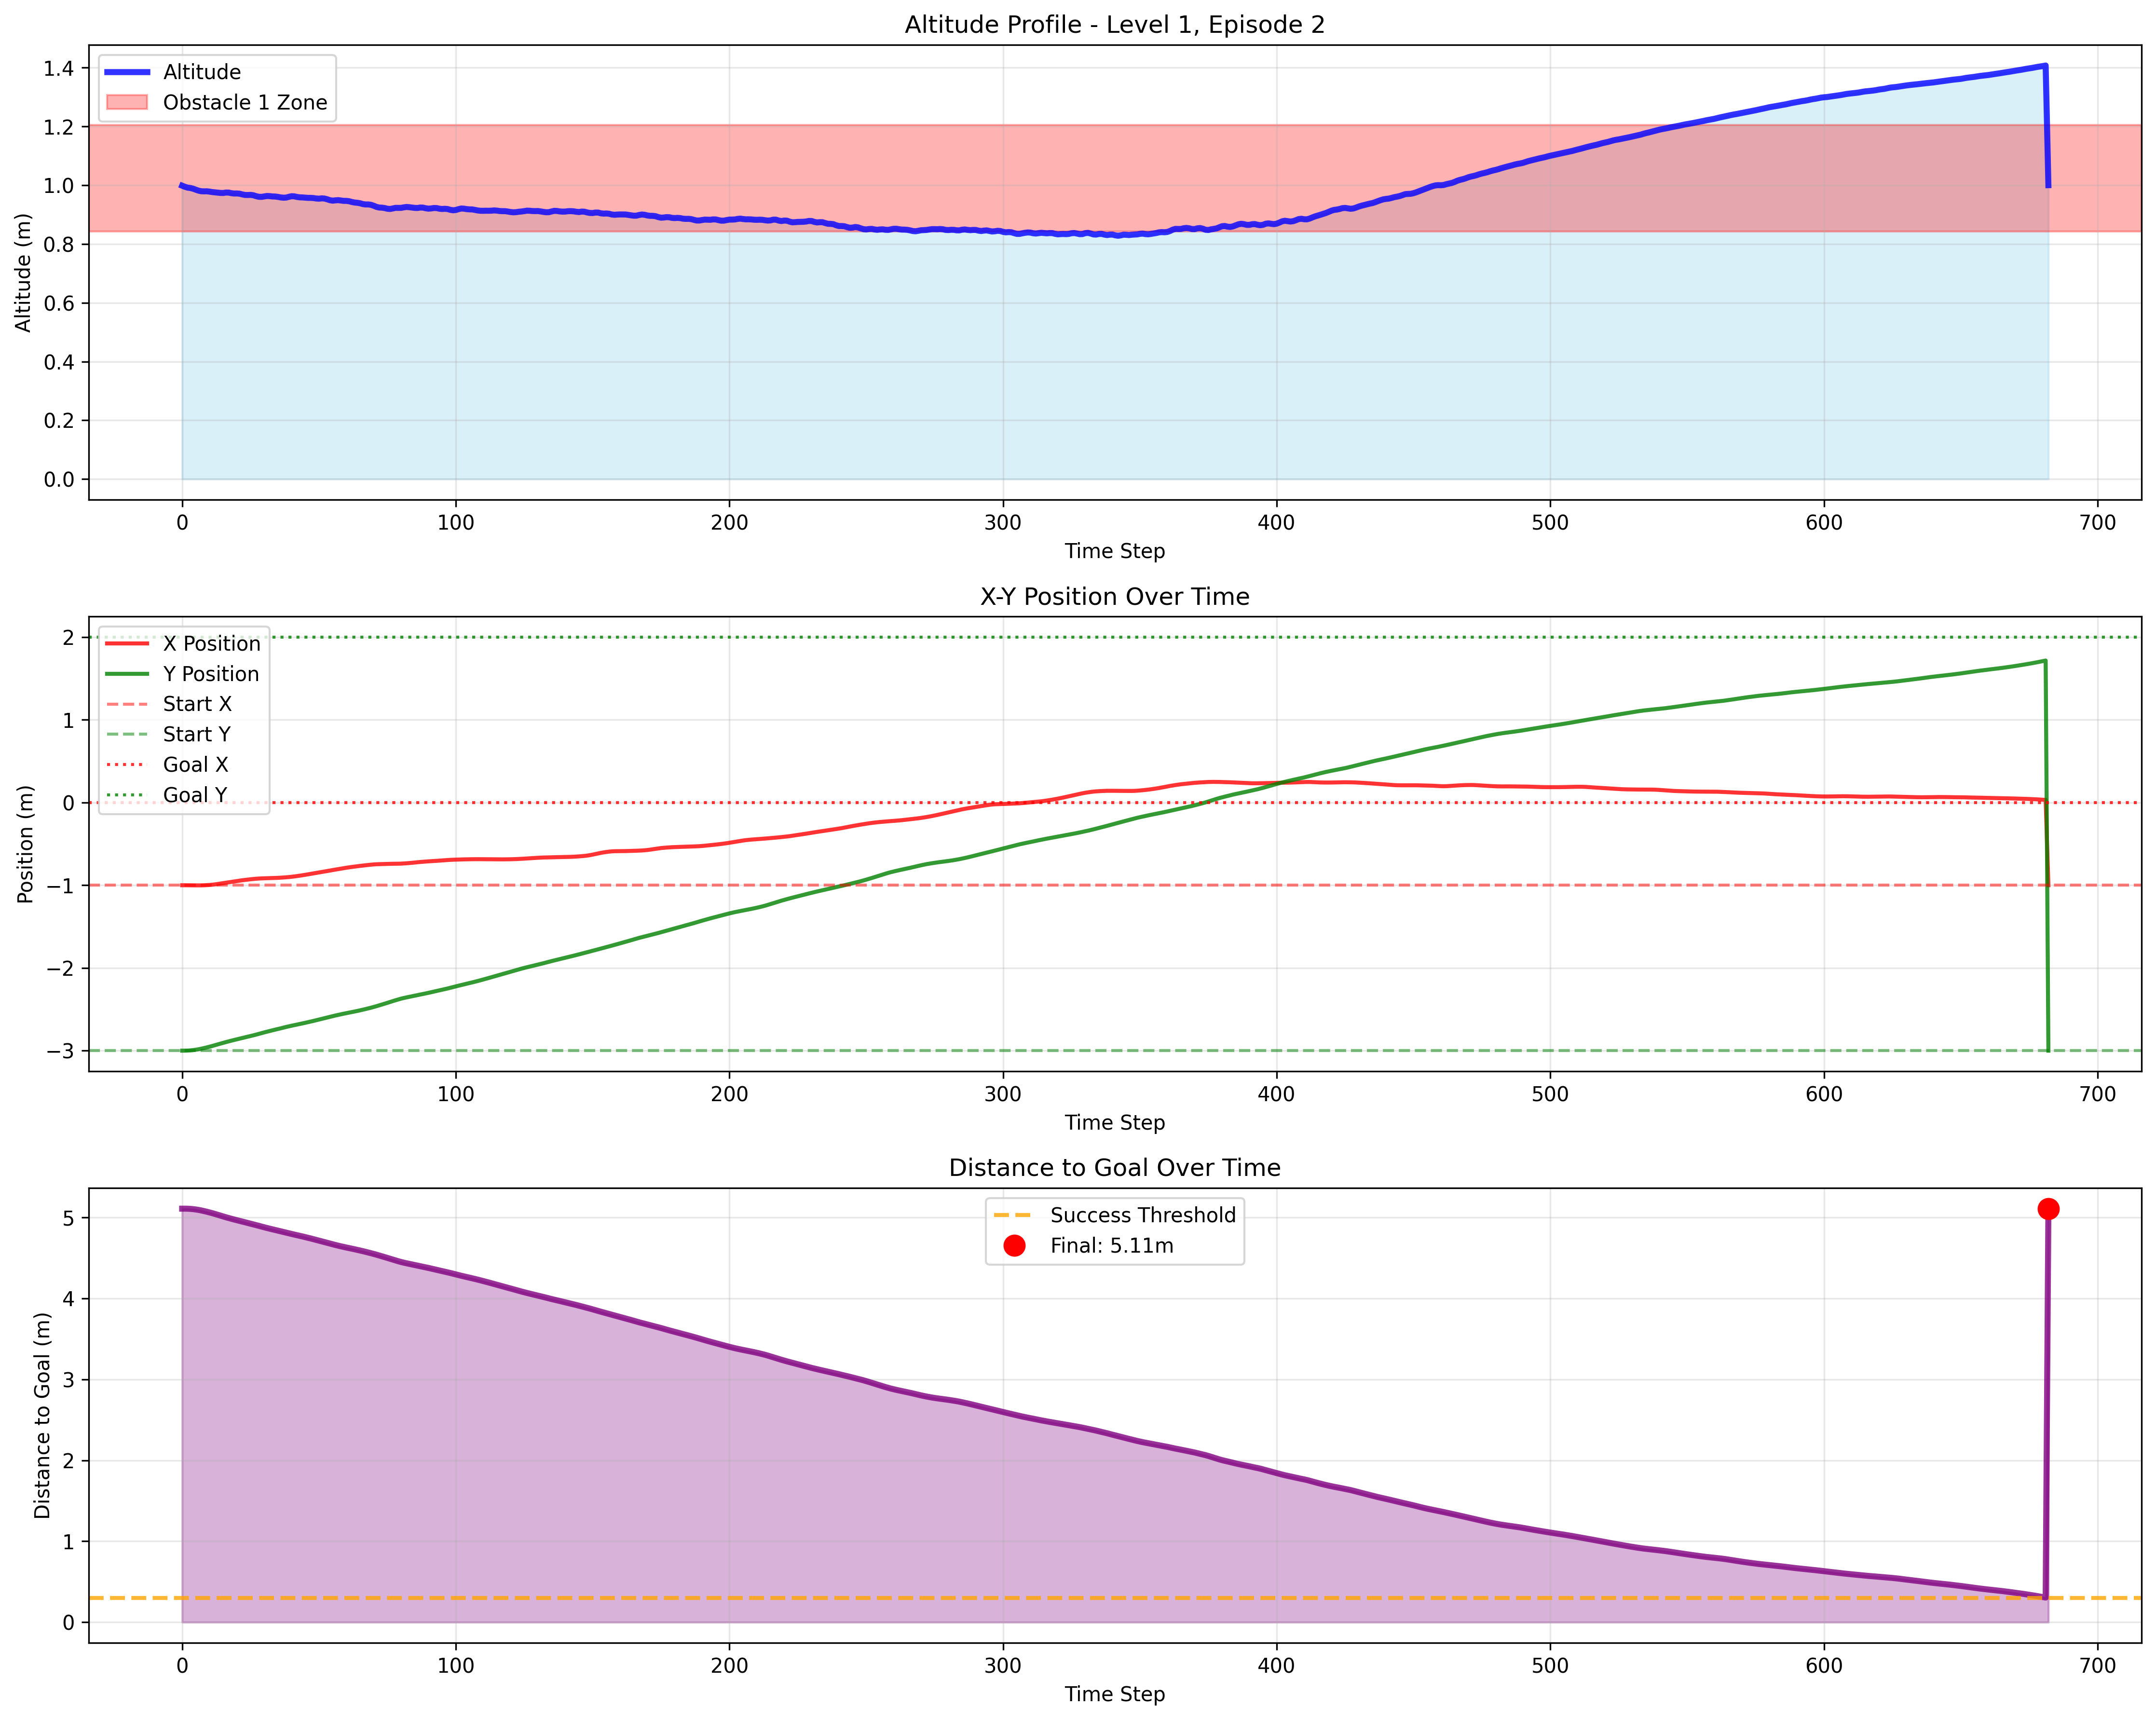 Altitude Profile - Level 1, Episode 2
Altitude
Obstacle 1 Zone
Altitude (m)
1.4
1.2
1.0
0.8
0.6
0.4
0.2
0.0
0 100 200 300 400 500 600 700
Time Step
X-Y Position Over Time
X Position
Y Position
Start X
Start Y
Goal X
Goal Y
Position (m)
2
1
0
−1
−2
−3
0 100 200 300 400 500 600 700
Time Step
Distance to Goal Over Time
Success Threshold
Final: 5.11m
Distance to Goal (m)
5
4
3
2
1
0
0 100 200 300 400 500 600 700
Time Step